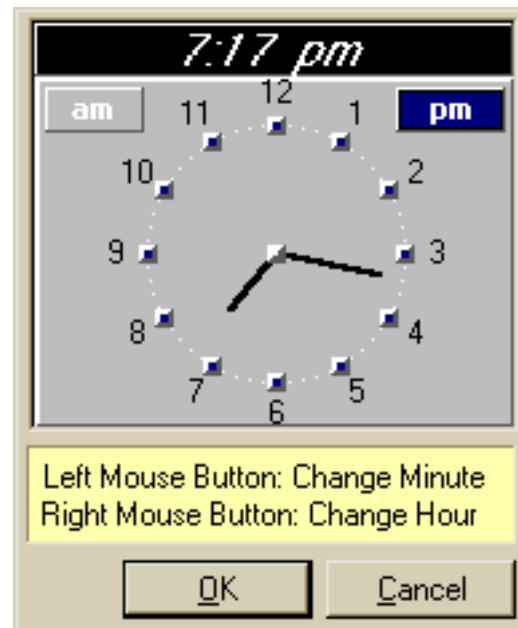 7:17 pm
am
pm
12
11
1
10
2
9
3
8
4
7
5
6
Left Mouse Button: Change Minute
Right Mouse Button: Change Hour
OK
Cancel